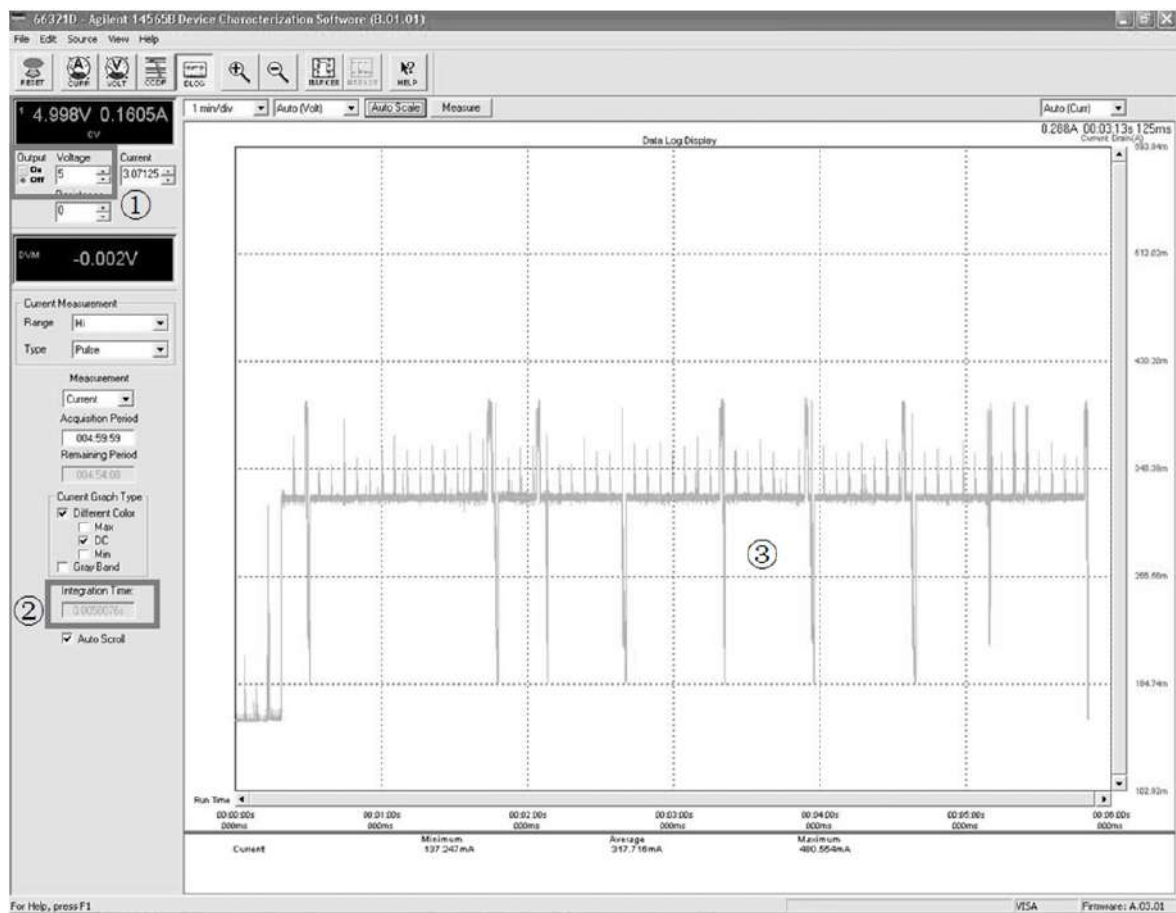 66321D - Agilent 14565B Device Characterization Software (B.01.01)
File Edit Source View Help
RESET CURR VOLT CCDF DLOG MARKER HELP
1 4.998V 0.1605A
CV
1 min/div Auto (Volt) Auto Scale Measure Auto (Curr)
0.288A 00:03:13s 125ms
Data Log Display
Current Drain(A)
Output Voltage Current
On
Off 5 3.07125
0 ①
DVM -0.002V
Current Measurement
Range Hi
Type Pulse
Measurement
Current
Acquisition Period
004:59:59
Remaining Period
004:54:00
Current Graph Type
Different Color
Max
DC
Min
Gray Band
② Integration Time:
Auto Scroll
③
184.74m
Run Time
00:00:00s 00:01:00s 00:02:00s 00:03:00s 00:04:00s 00:05:00s 00:06:00s
000ms 000ms 000ms 000ms 000ms 000ms 000ms
Minimum Average Maximum
Current 137.247mA 317.716mA 480.554mA
For Help, press F1 VISA Firmware: A.03.01